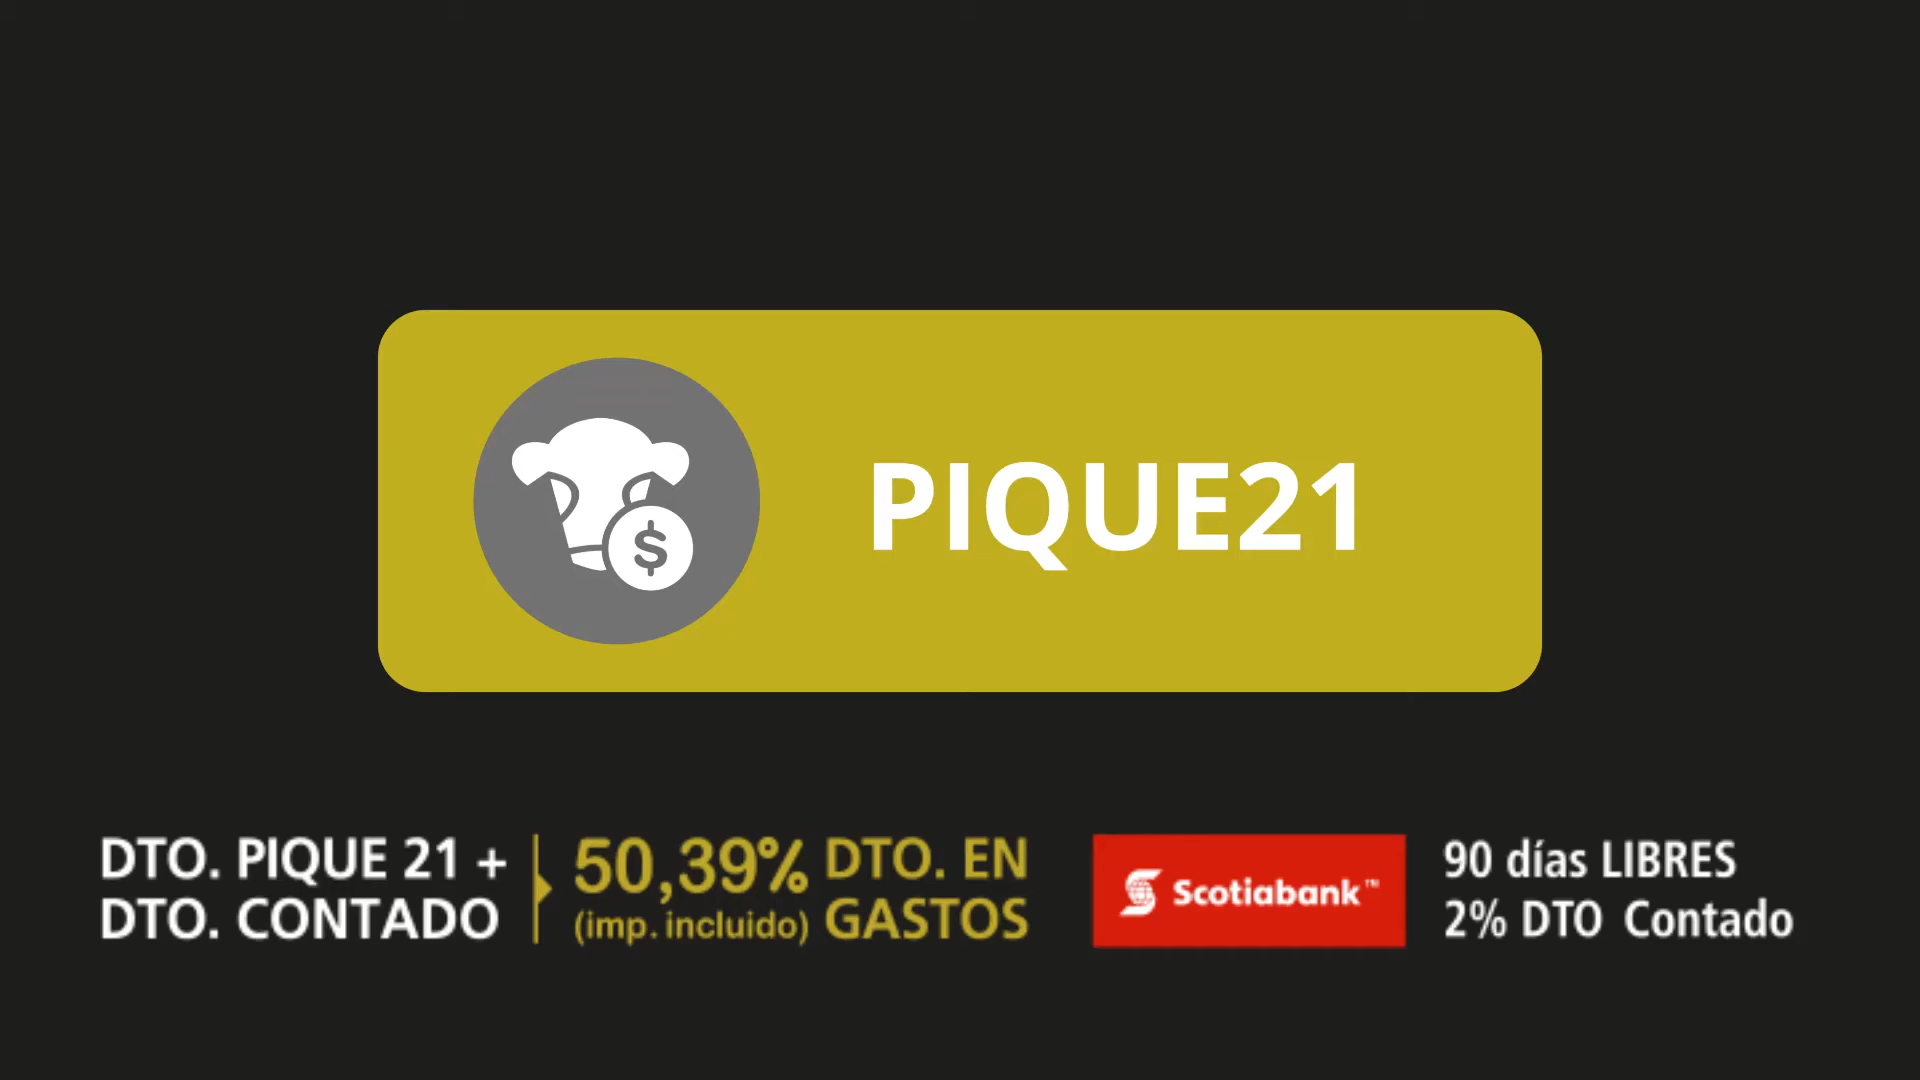 $
PIQUE21
DTO. PIQUE 21 +
DTO. CONTADO
50,39% DTO. EN
(imp. incluido) GASTOS
Scotiabank™
90 días LIBRES
2% DTO Contado